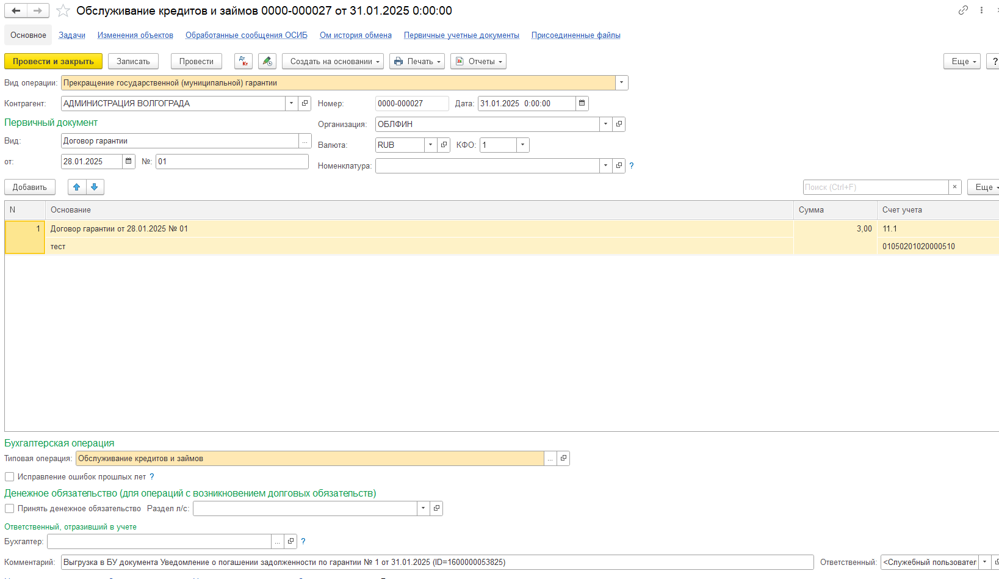 Обслуживание кредитов и займов 0000-000027 от 31.01.2025 0:00:00
Основное Задачи Изменения объектов Обработанные сообщения ОСИБ Ом история обмена Первичные учетные документы Присоединенные файлы
Провести и закрыть Записать Провести Дт Кт Создать на основании Печать Отчеты Еще ?
Вид операции: Прекращение государственной (муниципальной) гарантии
Контрагент: АДМИНИСТРАЦИЯ ВОЛГОГРАДА Номер: 0000-000027 Дата: 31.01.2025 0:00:00
Первичный документ Организация: ОБЛФИН
Вид: Договор гарантии ... Валюта: RUB КФО: 1
от: 28.01.2025 №: 01 Номенклатура: ?
Добавить Поиск (Ctrl+F) × Еще
N Основание Сумма Счет учета
1 Договор гарантии от 28.01.2025 № 01 3,00 11.1
тест 01050201020000510
Бухгалтерская операция
Типовая операция: Обслуживание кредитов и займов ...
Исправление ошибок прошлых лет ?
Денежное обязательство (для операций с возникновением долговых обязательств)
Принять денежное обязательство Раздел л/с:
Ответственный, отразивший в учете
Бухгалтер: ... ?
Комментарий: Выгрузка в БУ документа Уведомление о погашении задолженности по гарантии № 1 от 31.01.2025 (ID=1600000053825) Ответственный: <Служебный пользовател